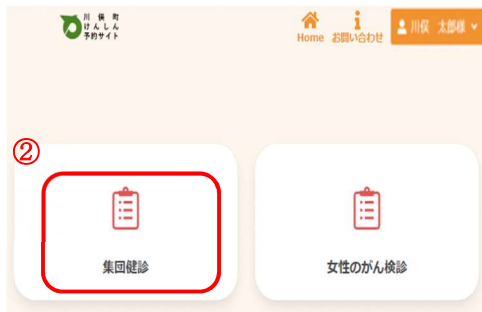 川俣町
けんしん
予約サイト
Home
お問い合わせ
川俣 太郎様
②
集団健診
女性のがん検診